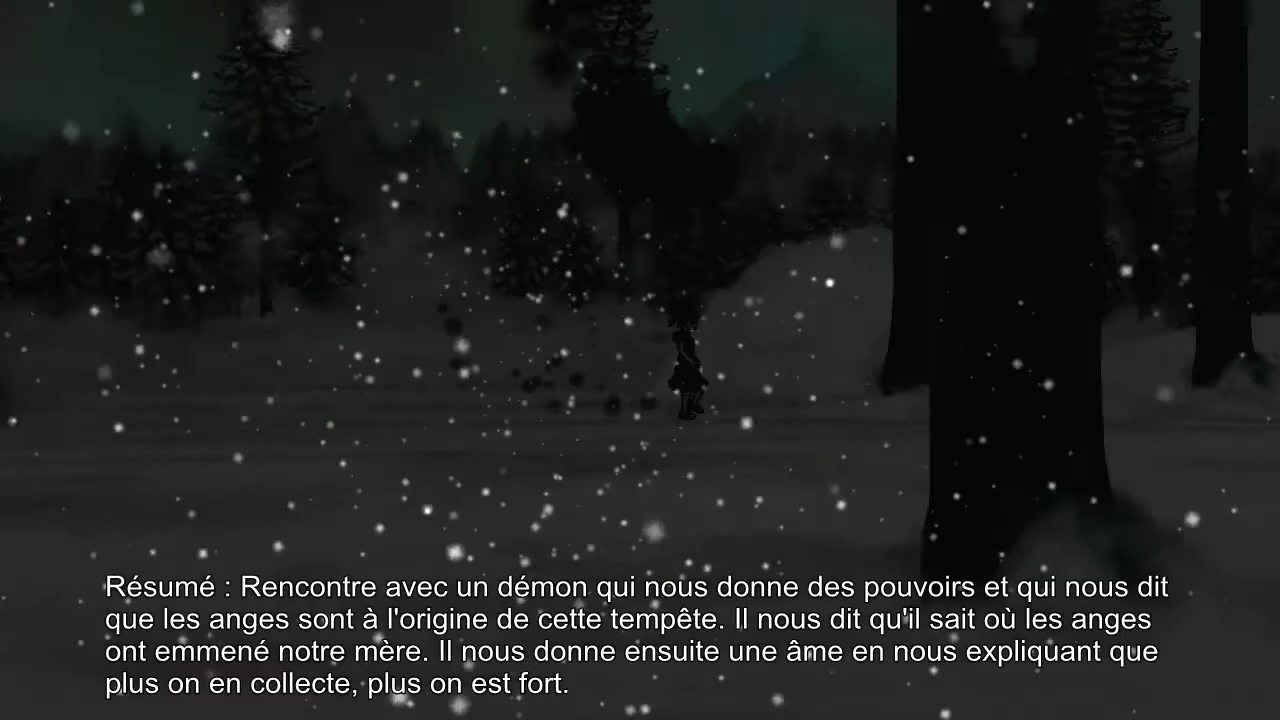 Résumé : Rencontre avec un démon qui nous donne des pouvoirs et qui nous dit
que les anges sont à l'origine de cette tempête. Il nous dit qu'il sait où les anges
ont emmené notre mère. Il nous donne ensuite une âme en nous expliquant que
plus on en collecte, plus on est fort.